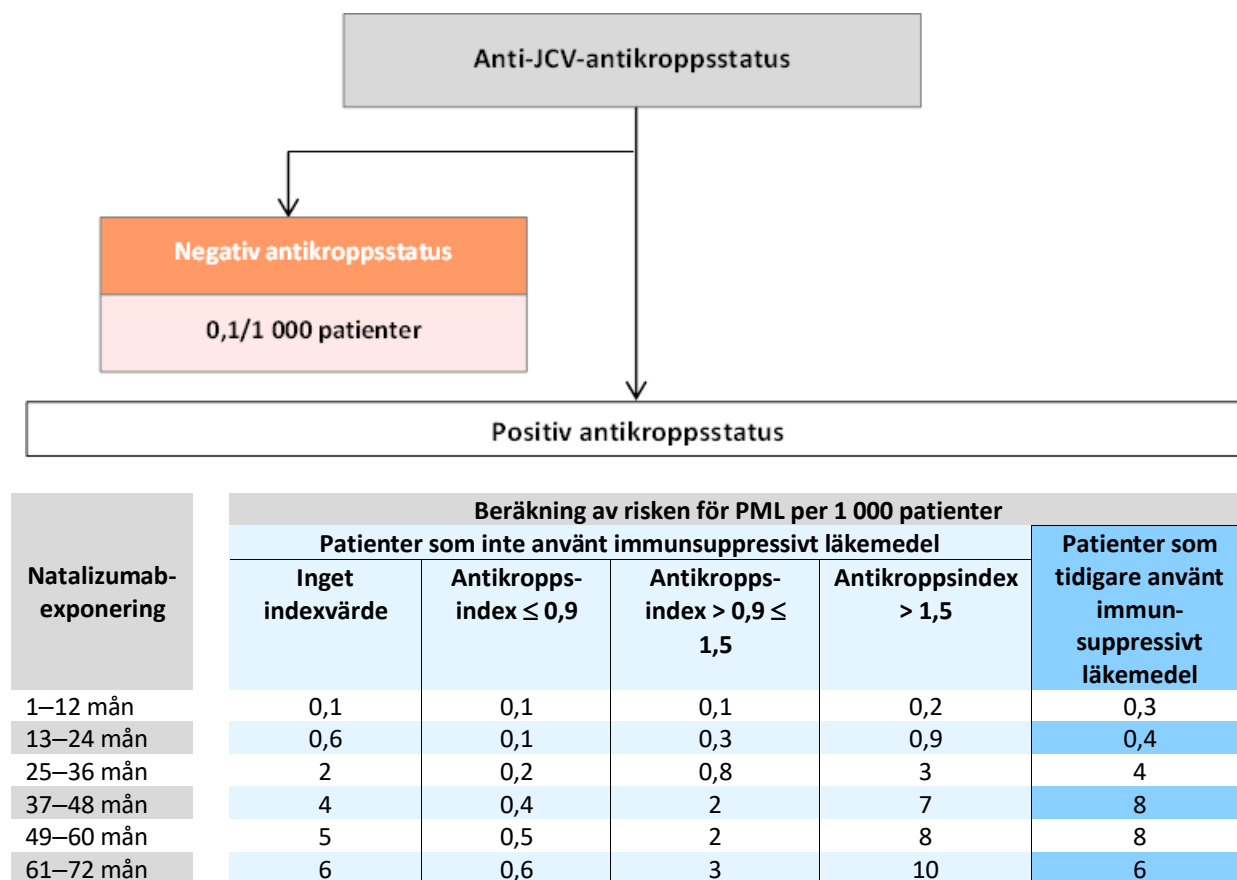 Anti-JCV-antikroppsstatus
Negativ antikroppsstatus
0,1/1 000 patienter
Positiv antikroppsstatus
Beräkning av risken för PML per 1 000 patienter
Patienter som inte använt immunsuppressivt läkemedel
Natalizumab-
exponering
Inget
indexvärde
Antikropps-
index ≤ 0,9
Antikropps-
index > 0,9 ≤
1,5
Antikroppsindex
> 1,5
Patienter som
tidigare använt
immun-
suppressivt
läkemedel
1–12 mån 0,1 0,1 0,1 0,2 0,3
13–24 mån 0,6 0,1 0,3 0,9 0,4
25–36 mån 2 0,2 0,8 3 4
37–48 mån 4 0,4 2 7 8
49–60 mån 5 0,5 2 8 8
61–72 mån 6 0,6 3 10 6